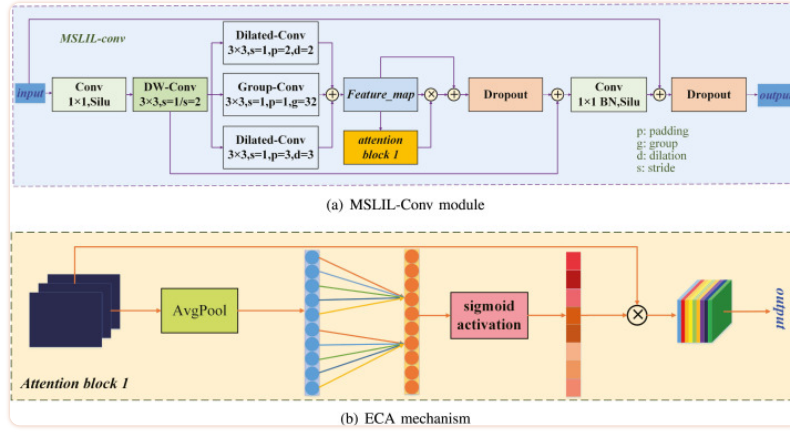 MSLIL-conv
input
Conv
1×1,Silu
DW-Conv
3×3,s=1/s=2
Dilated-Conv
3×3,s=1,p=2,d=2
Group-Conv
3×3,s=1,p=1,g=32
Dilated-Conv
3×3,s=1,p=3,d=3
Feature_map
attention
block 1
Dropout
Conv
1×1 BN,Silu
Dropout
output
p: padding
g: group
d: dilation
s: stride
(a) MSLIL-Conv module
AvgPool
sigmoid
activation
output
Attention block 1
(b) ECA mechanism